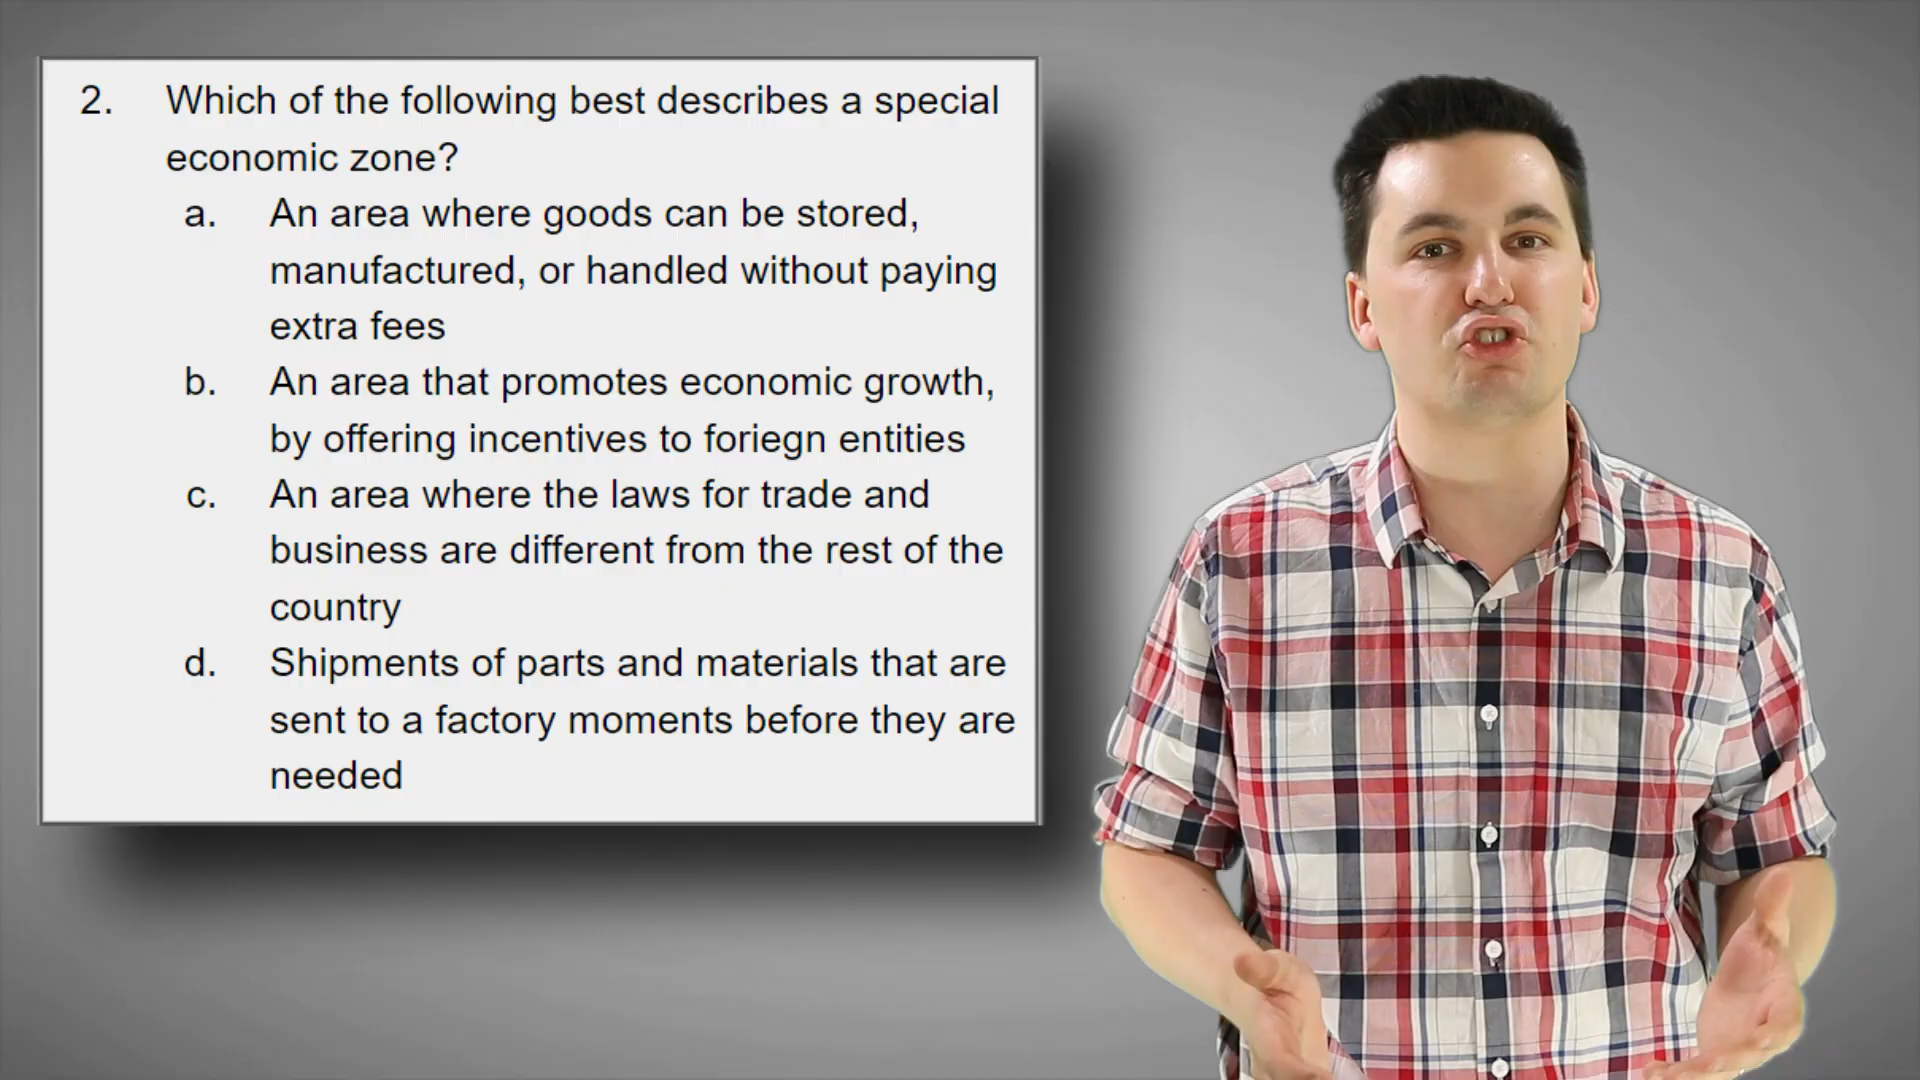 2. Which of the following best describes a special
economic zone?
a. An area where goods can be stored,
manufactured, or handled without paying
extra fees
b. An area that promotes economic growth,
by offering incentives to foriegn entities
c. An area where the laws for trade and
business are different from the rest of the
country
d. Shipments of parts and materials that are
sent to a factory moments before they are
needed